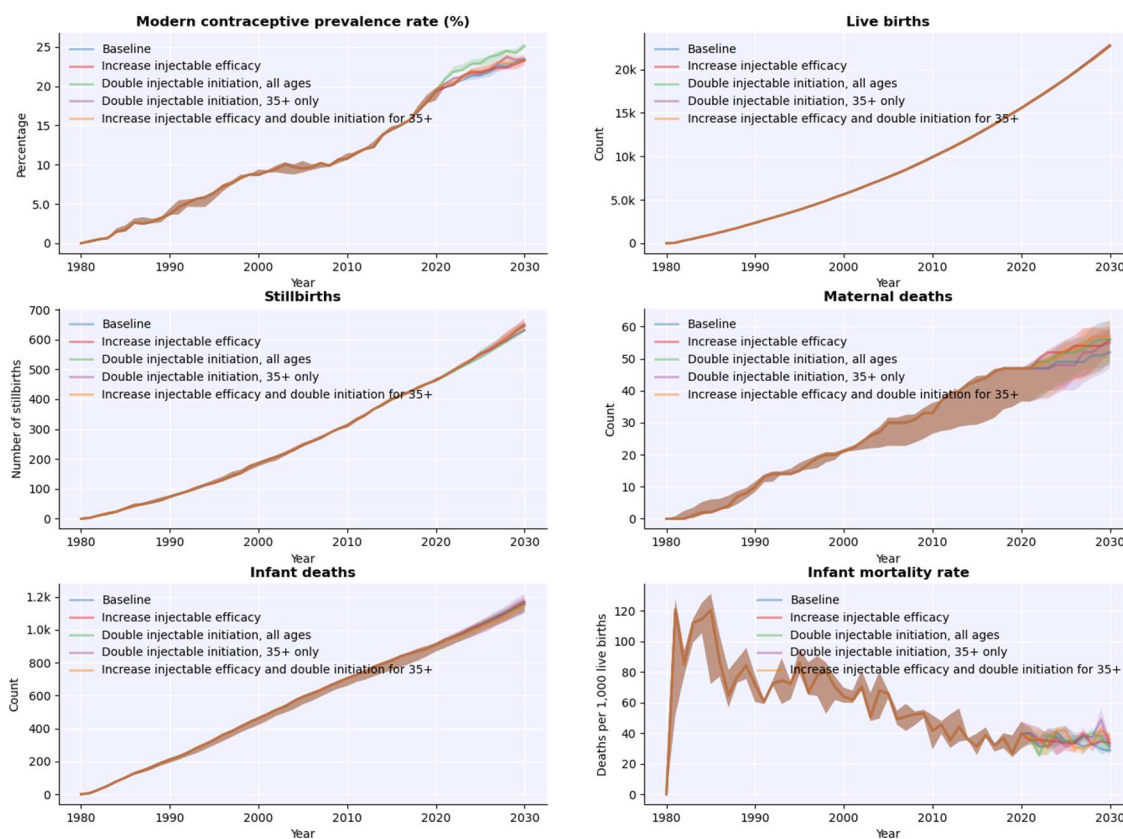 Modern contraceptive prevalence rate (%)
Percentage
25
20
15
10
5.0
0
Baseline
Increase injectable efficacy
Double injectable initiation, all ages
Double injectable initiation, 35+ only
Increase injectable efficacy and double initiation for 35+
1980
1990
2000
2010
2020
2030
Year
Live births
Count
20k
15k
10k
5.0k
0
Baseline
Increase injectable efficacy
Double injectable initiation, all ages
Double injectable initiation, 35+ only
Increase injectable efficacy and double initiation for 35+
1980
1990
2000
2010
2020
2030
Year
Stillbirths
Number of stillbirths
700
600
500
400
300
200
100
0
Baseline
Increase injectable efficacy
Double injectable initiation, all ages
Double injectable initiation, 35+ only
Increase injectable efficacy and double initiation for 35+
1980
1990
2000
2010
2020
2030
Year
Maternal deaths
Count
60
50
40
30
20
10
0
Baseline
Increase injectable efficacy
Double injectable initiation, all ages
Double injectable initiation, 35+ only
Increase injectable efficacy and double initiation for 35+
1980
1990
2000
2010
2020
2030
Year
Infant deaths
Count
1.2k
1.0k
800
600
400
200
0
Baseline
Increase injectable efficacy
Double injectable initiation, all ages
Double injectable initiation, 35+ only
Increase injectable efficacy and double initiation for 35+
1980
1990
2000
2010
2020
2030
Year
Infant mortality rate
Deaths per 1,000 live births
120
100
80
60
40
20
0
Baseline
Increase injectable efficacy
Double injectable initiation, all ages
Double injectable initiation, 35+ only
Increase injectable efficacy and double initiation for 35+
1980
1990
2000
2010
2020
2030
Year